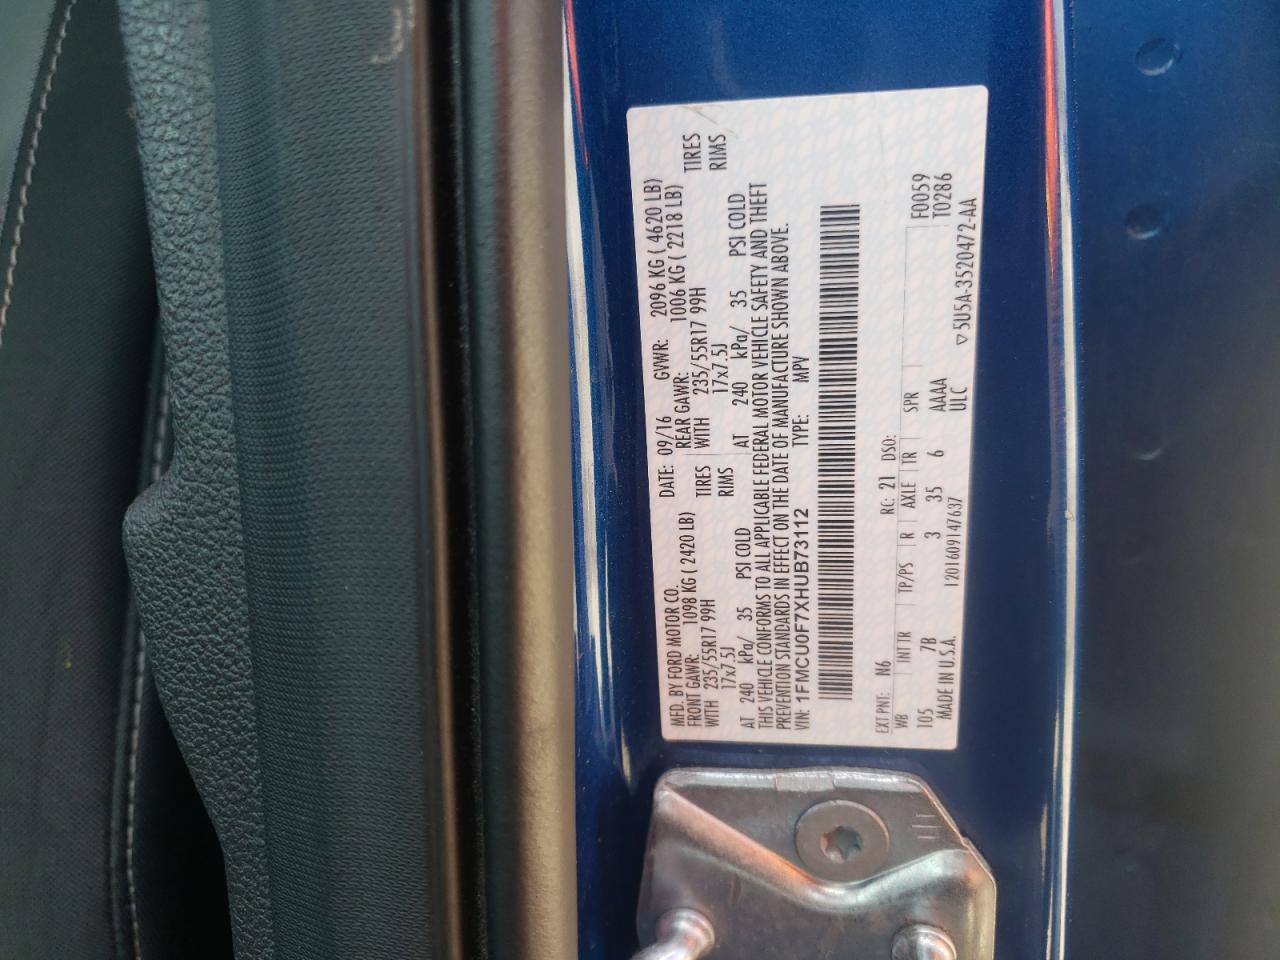 MFD. BY FORD MOTOR CO. DATE: 09/16 GVWR: 2096 KG ( 4620 LB)
FRONT GAWR: 1098 KG ( 2420 LB) REAR GAWR: 1006 KG ( 2218 LB)
WITH 235/55R17 99H TIRES WITH 235/55R17 99H TIRES
17x7.5J RIMS 17x7.5J RIMS
AT 240 kPa/ 35 PSI COLD AT 240 kPa/ 35 PSI COLD
THIS VEHICLE CONFORMS TO ALL APPLICABLE FEDERAL MOTOR VEHICLE SAFETY AND THEFT
PREVENTION STANDARDS IN EFFECT ON THE DATE OF MANUFACTURE SHOWN ABOVE.
VIN: 1FMCU0F7XHUB73112 TYPE: MPV
EXT PNT: N6 RC: 21 DSO:
WB INT TR TP/PS R AXLE TR SPR F0059
105 7B 3 35 6 AAAA T0286
MADE IN U.S.A. 1201609147637 ULC ▽5U5A-3520472-AA